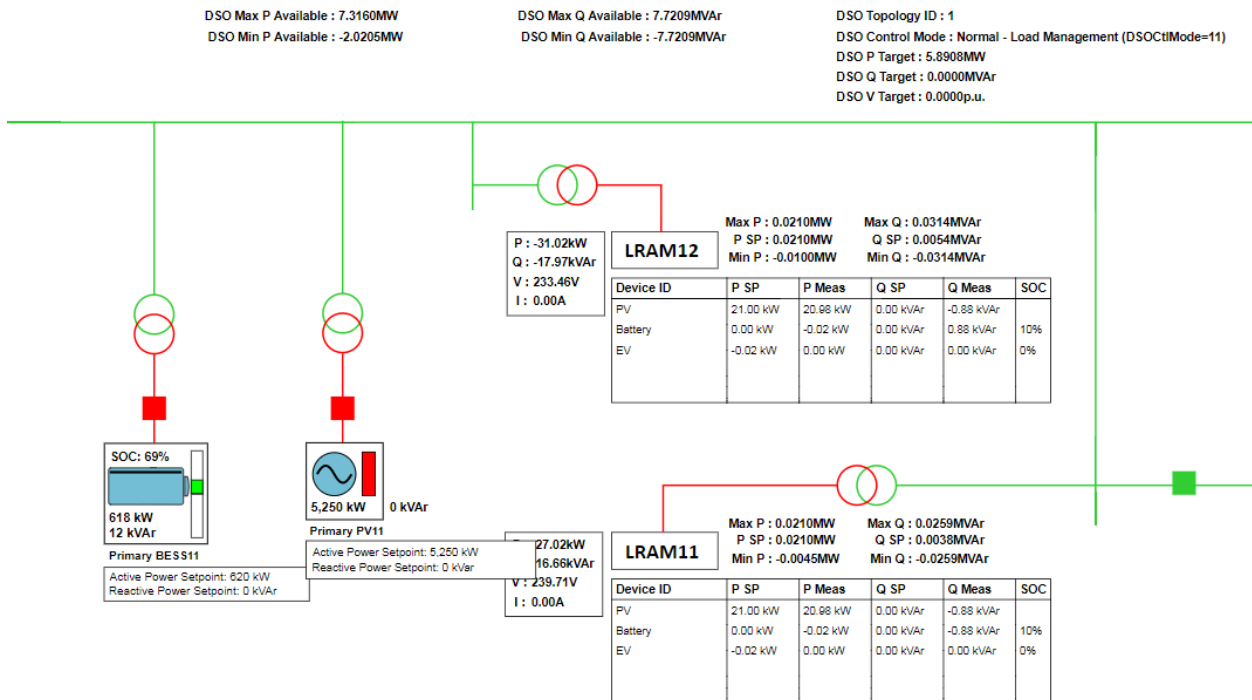 DSO Max P Available : 7.3160MW
DSO Min P Available : -2.0205MW
DSO Max Q Available : 7.7209MVAr
DSO Min Q Available : -7.7209MVAr
DSO Topology ID : 1
DSO Control Mode : Normal - Load Management (DSOCtlMode=11)
DSO P Target : 5.8908MW
DSO Q Target : 0.0000MVAr
DSO V Target : 0.0000p.u.
P : -31.02kW
Q : -17.97kVAr
V : 233.46V
I : 0.00A
LRAM12
Max P : 0.0210MW
P SP : 0.0210MW
Min P : -0.0100MW
Max Q : 0.0314MVAr
Q SP : 0.0054MVAr
Min Q : -0.0314MVAr
Device ID P SP P Meas Q SP Q Meas SOC
PV 21.00 kW 20.98 kW 0.00 kVAr -0.88 kVAr
Battery 0.00 kW -0.02 kW 0.00 kVAr 0.88 kVAr 10%
EV -0.02 kW 0.00 kW 0.00 kVAr 0.00 kVAr 0%
SOC: 69%
618 kW
12 kVAr
Primary BESS11
Active Power Setpoint: 620 kW
Reactive Power Setpoint: 0 kVAr
5,250 kW
0 kVAr
Primary PV11
Active Power Setpoint: 5,250 kW
Reactive Power Setpoint: 0 kVar
27.02kW
16.66kVAr
V : 239.71V
I : 0.00A
LRAM11
Max P : 0.0210MW
P SP : 0.0210MW
Min P : -0.0045MW
Max Q : 0.0259MVAr
Q SP : 0.0038MVAr
Min Q : -0.0259MVAr
Device ID P SP P Meas Q SP Q Meas SOC
PV 21.00 kW 20.98 kW 0.00 kVAr -0.88 kVAr
Battery 0.00 kW -0.02 kW 0.00 kVAr -0.88 kVAr 10%
EV -0.02 kW 0.00 kW 0.00 kVAr 0.00 kVAr 0%